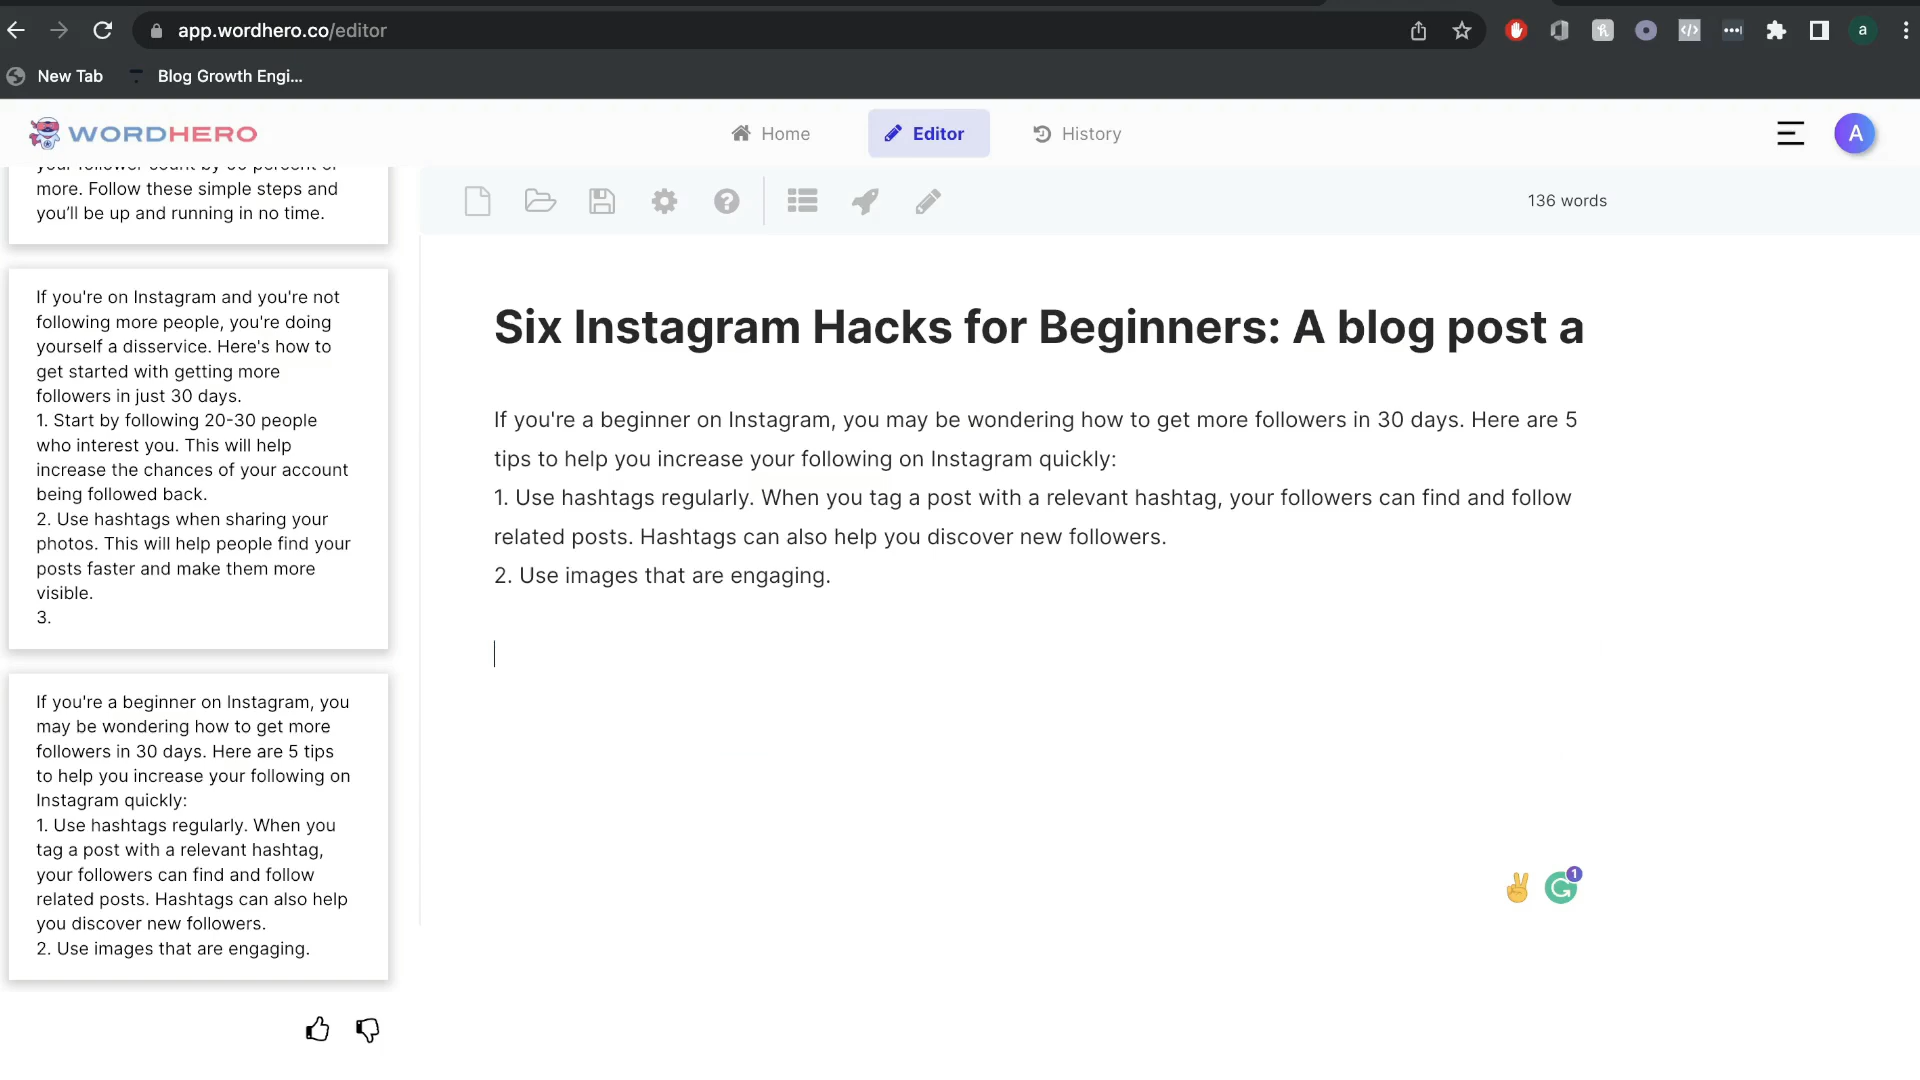 app.wordhero.co/editor
a
New Tab
Blog Growth Engi...
WORDHERO
Home
Editor
History
A
your follower count by 50 percent or
more. Follow these simple steps and
you’ll be up and running in no time.
136 words
If you're on Instagram and you're not
following more people, you're doing
yourself a disservice. Here's how to
get started with getting more
followers in just 30 days.
1. Start by following 20-30 people
who interest you. This will help
increase the chances of your account
being followed back.
2. Use hashtags when sharing your
photos. This will help people find your
posts faster and make them more
visible.
3.
If you're a beginner on Instagram, you
may be wondering how to get more
followers in 30 days. Here are 5 tips
to help you increase your following on
Instagram quickly:
1. Use hashtags regularly. When you
tag a post with a relevant hashtag,
your followers can find and follow
related posts. Hashtags can also help
you discover new followers.
2. Use images that are engaging.
Six Instagram Hacks for Beginners: A blog post a
If you're a beginner on Instagram, you may be wondering how to get more followers in 30 days. Here are 5
tips to help you increase your following on Instagram quickly:
1. Use hashtags regularly. When you tag a post with a relevant hashtag, your followers can find and follow
related posts. Hashtags can also help you discover new followers.
2. Use images that are engaging.
1